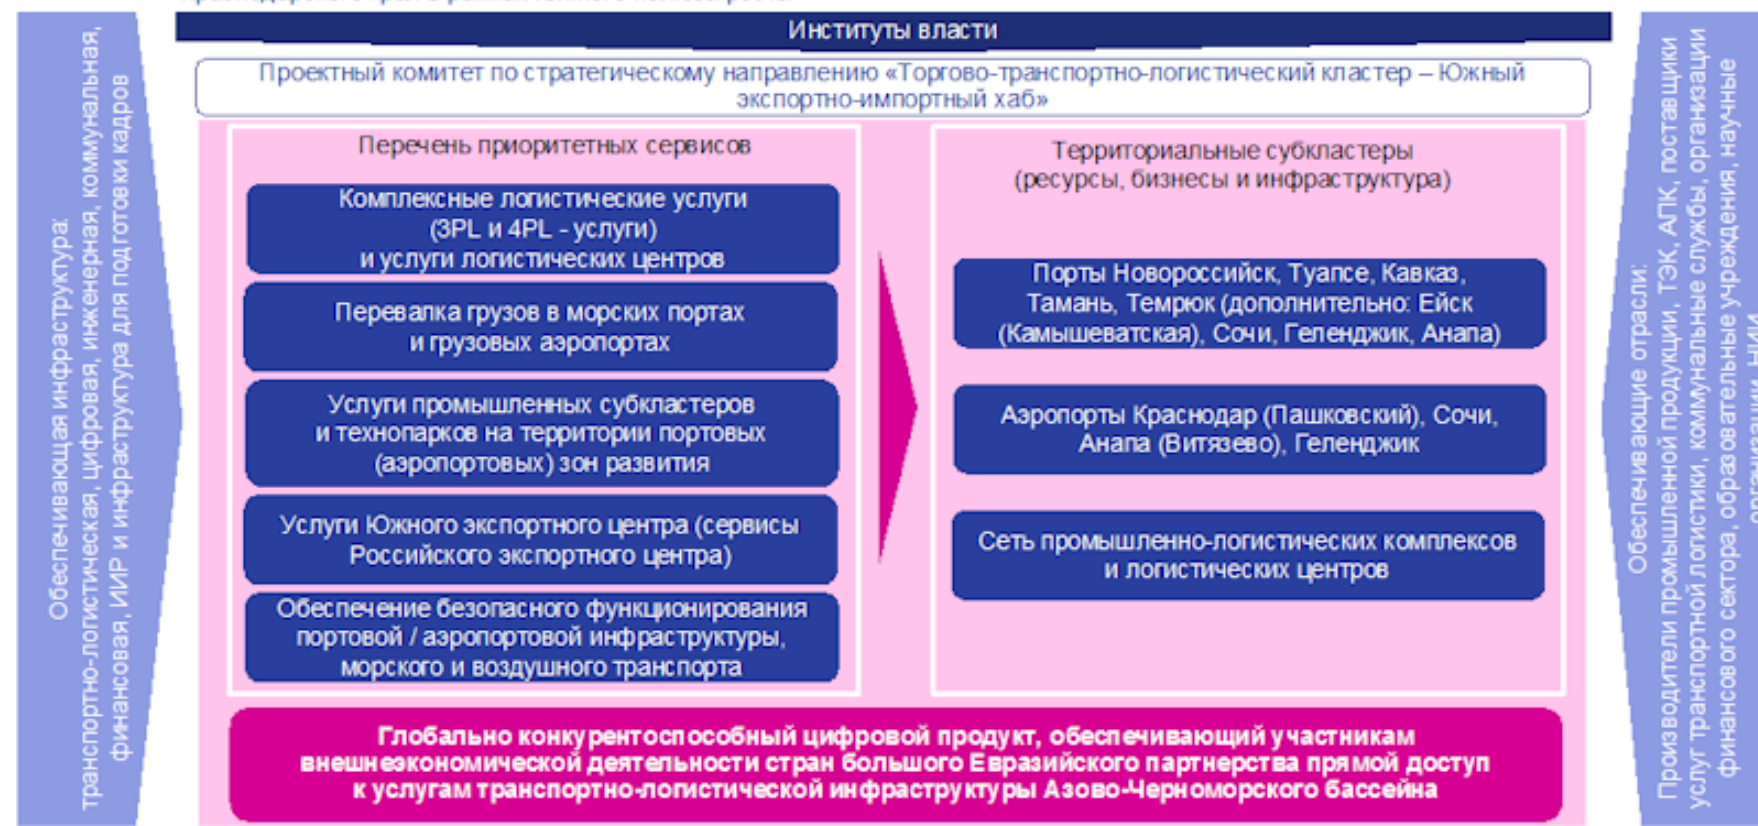 Обеспечивающая инфраструктура:
транспортно-логистическая, цифровая, инженерная, коммунальная,
финансовая, ИИР и инфраструктура для подготовки кадров
Институты власти
Проектный комитет по стратегическому направлению «Торгово-транспортно-логистический кластер – Южный
экспортно-импортный хаб»
Перечень приоритетных сервисов
Комплексные логистические услуги
(3PL и 4PL - услуги)
и услуги логистических центров
Перевалка грузов в морских портах
и грузовых аэропортах
Услуги промышленных субкластеров
и технопарков на территории портовых
(аэропортовых) зон развития
Услуги Южного экспортного центра (сервисы
Российского экспортного центра)
Обеспечение безопасного функционирования
портовой / аэропортовой инфраструктуры,
морского и воздушного транспорта
Территориальные субкластеры
(ресурсы, бизнесы и инфраструктура)
Порты Новороссийск, Туапсе, Кавказ,
Тамань, Темрюк (дополнительно: Ейск
(Камышеватская), Сочи, Геленджик, Анапа)
Аэропорты Краснодар (Пашковский), Сочи,
Анапа (Витязево), Геленджик
Сеть промышленно-логистических комплексов
и логистических центров
Глобально конкурентоспособный цифровой продукт, обеспечивающий участникам
внешнеэкономической деятельности стран большого Евразийского партнерства прямой доступ
к услугам транспортно-логистической инфраструктуры Азово-Черноморского бассейна
Обеспечивающие отрасли:
Производители промышленной продукции, ТЭК, АПК, поставщики
услуг транспортной логистики, коммунальные службы, организации
финансового сектора, образовательные учреждения, научные